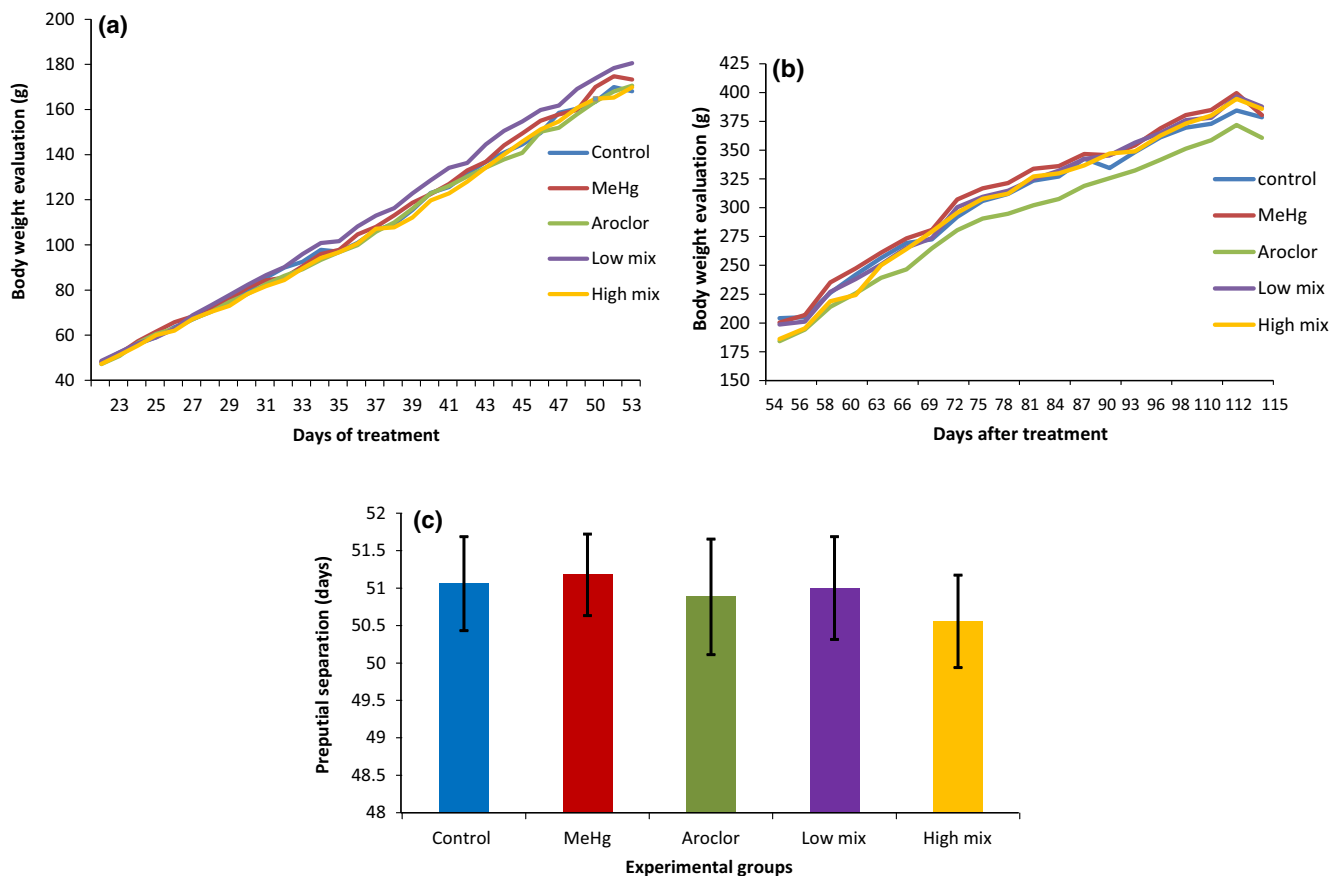 (a)
Body weight evaluation (g)
200
180
160
140
120
100
80
60
40
23 25 27 29 31 33 35 37 39 41 43 45 47 50 53
Days of treatment
Control
MeHg
Aroclor
Low mix
High mix
(b)
Body weight evaluation (g)
425
400
375
350
325
300
275
250
225
200
175
150
54 56 58 60 63 66 69 72 75 78 81 84 87 90 93 96 98 110 112 115
Days after treatment
control
MeHg
Aroclor
Low mix
High mix
(c)
Preputial separation (days)
52
51.5
51
50.5
50
49.5
49
48.5
48
Control MeHg Aroclor Low mix High mix
Experimental groups